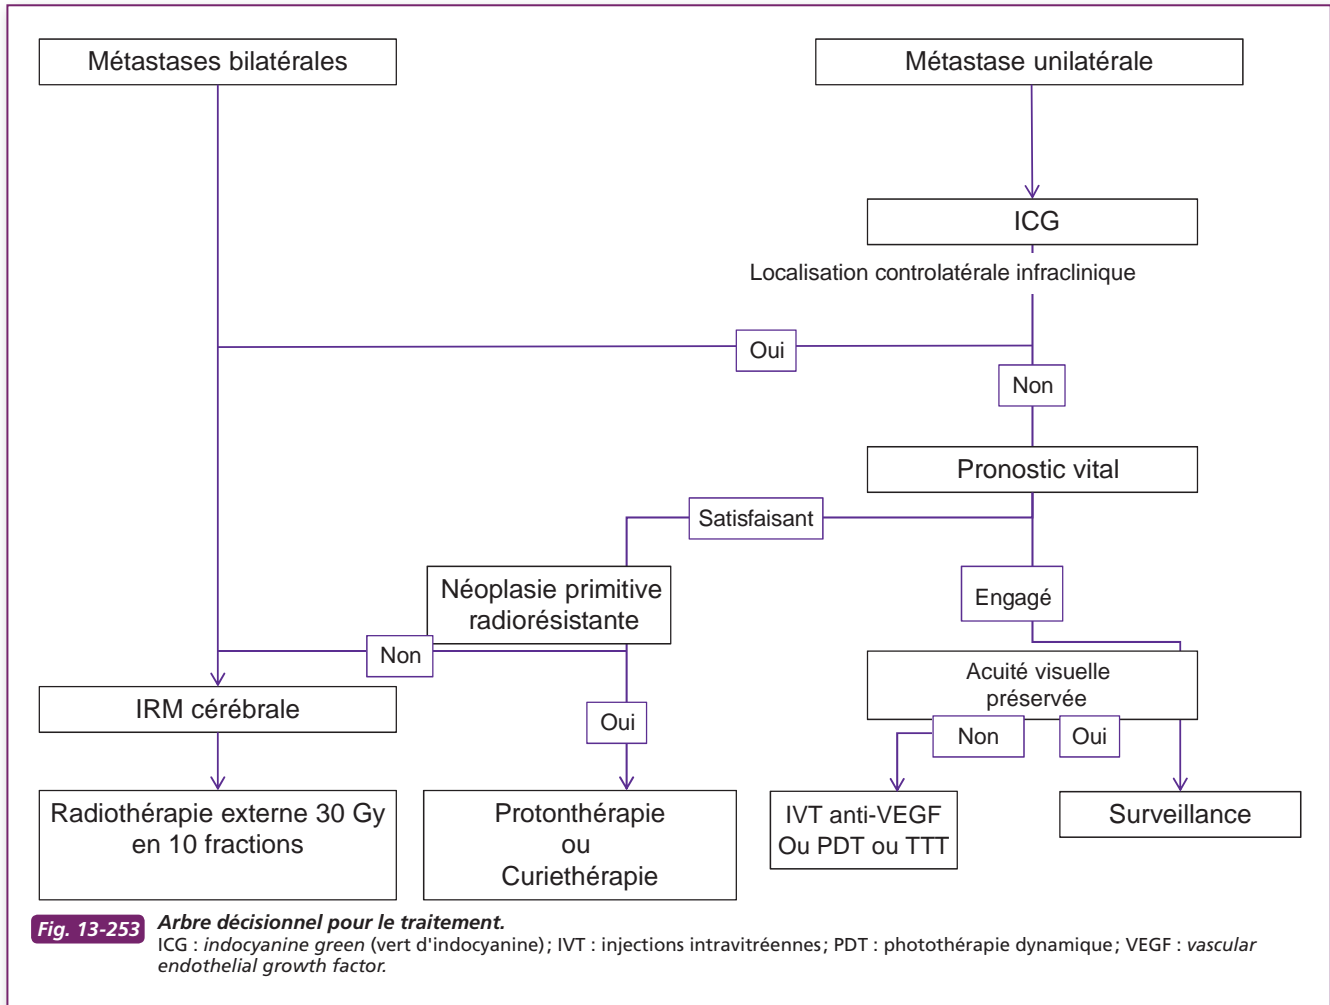 Métastases bilatérales
Métastase unilatérale
ICG
Localisation controlatérale infraclinique
Oui
Non
Pronostic vital
Satisfaisant
Néoplasie primitive
radiorésistante
Engagé
Non
Acuité visuelle
préservée
IRM cérébrale
Oui
Non
Oui
Radiothérapie externe 30 Gy
en 10 fractions
Protonthérapie
ou
Curiethérapie
IVT anti-VEGF
Ou PDT ou TTT
Surveillance
Fig. 13-253 Arbre décisionnel pour le traitement.
ICG : indocyanine green (vert d'indocyanine) ; IVT : injections intravitréennes ; PDT : photothérapie dynamique ; VEGF : vascular
endothelial growth factor.